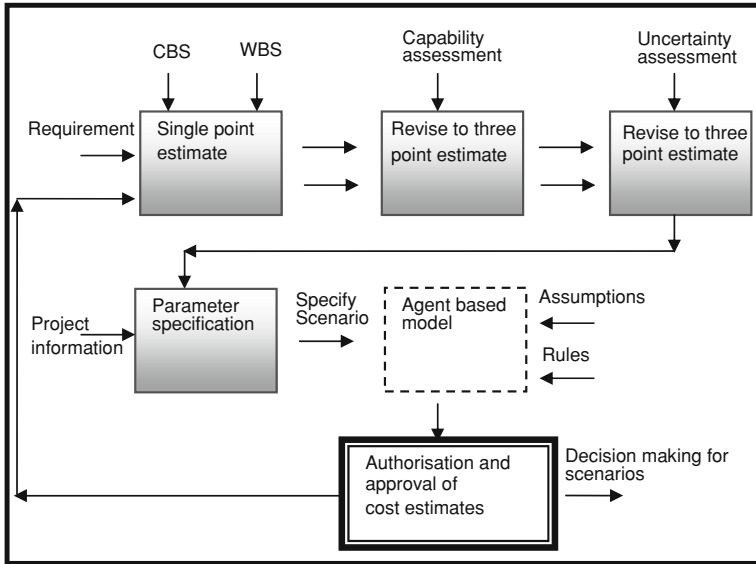 CBS
WBS
Capability
assessment
Uncertainty
assessment
Requirement
Single point
estimate
Revise to three
point estimate
Revise to three
point estimate
Project
information
Parameter
specification
Specify
Scenario
Agent based
model
Assumptions
Rules
Authorisation and
approval of
cost estimates
Decision making for
scenarios